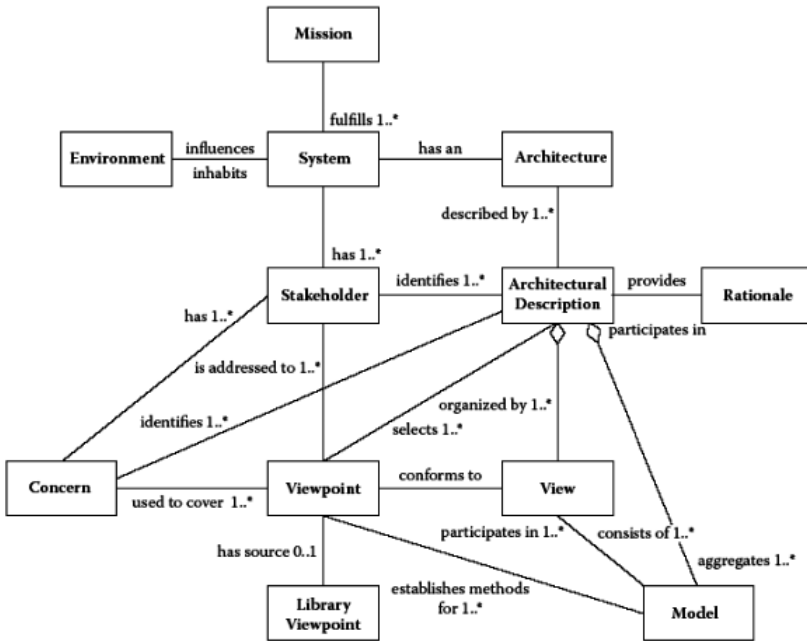 Mission
fulfills 1..*
Environment
influences
inhabits
System
has an
Architecture
described by 1..*
has 1..*
Stakeholder
identifies 1..*
Architectural
Description
provides
Rationale
has 1..*
participates in
is addressed to 1..*
organized by 1..*
identifies 1..*
selects 1..*
Concern
used to cover 1..*
Viewpoint
conforms to
View
participates in 1..*
consists of 1..*
has source 0..1
aggregates 1..*
establishes methods
for 1..*
Library
Viewpoint
Model